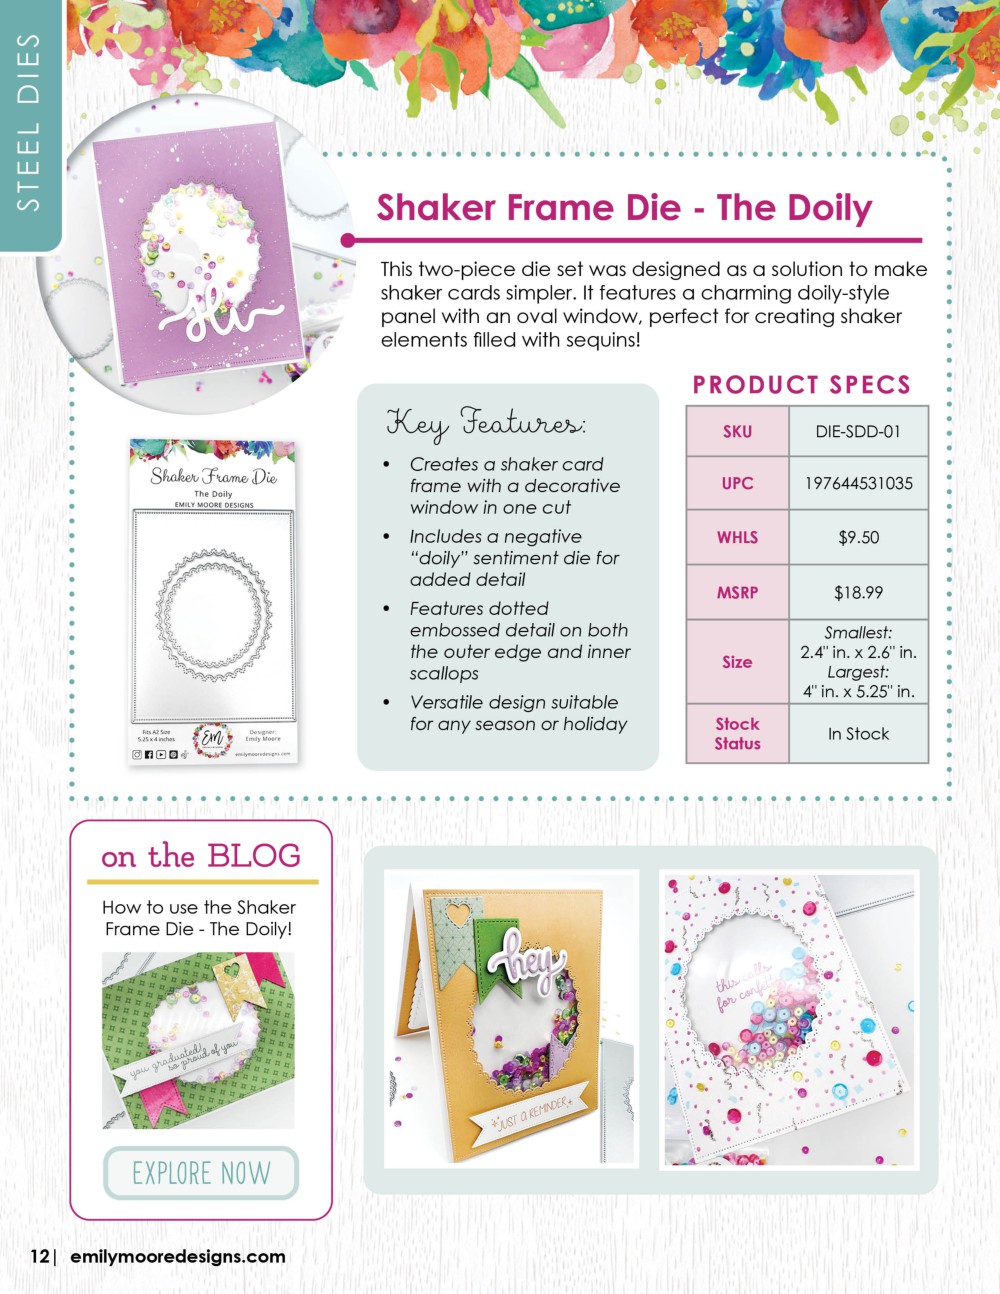 STEEL DIES
Shaker Frame Die - The Doily
This two-piece die set was designed as a solution to make
shaker cards simpler. It features a charming doily-style
panel with an oval window, perfect for creating shaker
elements filled with sequins!
Key Features:
• Creates a shaker card
frame with a decorative
window in one cut
• Includes a negative
“doily” sentiment die for
added detail
• Features dotted
embossed detail on both
the outer edge and inner
scallops
• Versatile design suitable
for any season or holiday
PRODUCT SPECS
SKU DIE-SDD-01
UPC 197644531035
WHLS $9.50
MSRP $18.99
Size Smallest:
2.4" in. x 2.6" in.
Largest:
4" in. x 5.25" in.
Stock
Status In Stock
Shaker Frame Die
The Doily
EMILY MOORE DESIGNS
Fits A2 Size
5.25 x 4 inches
EM
Designer:
Emily Moore
emilymooredesigns.com
on the BLOG
How to use the Shaker
Frame Die - The Doily!
you graduated!
so proud of you
EXPLORE NOW
hey
JUST A REMINDER
this calls
for confetti
12| emilymooredesigns.com